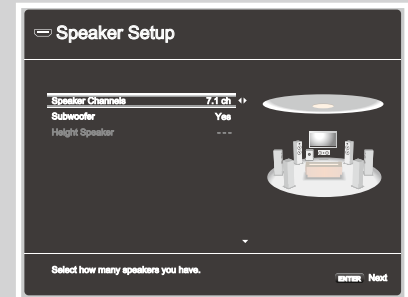 Speaker Setup
Speaker Channels 7.1 ch
Subwoofer Yes
Height Speaker ---
Select how many speakers you have.
ENTER Next